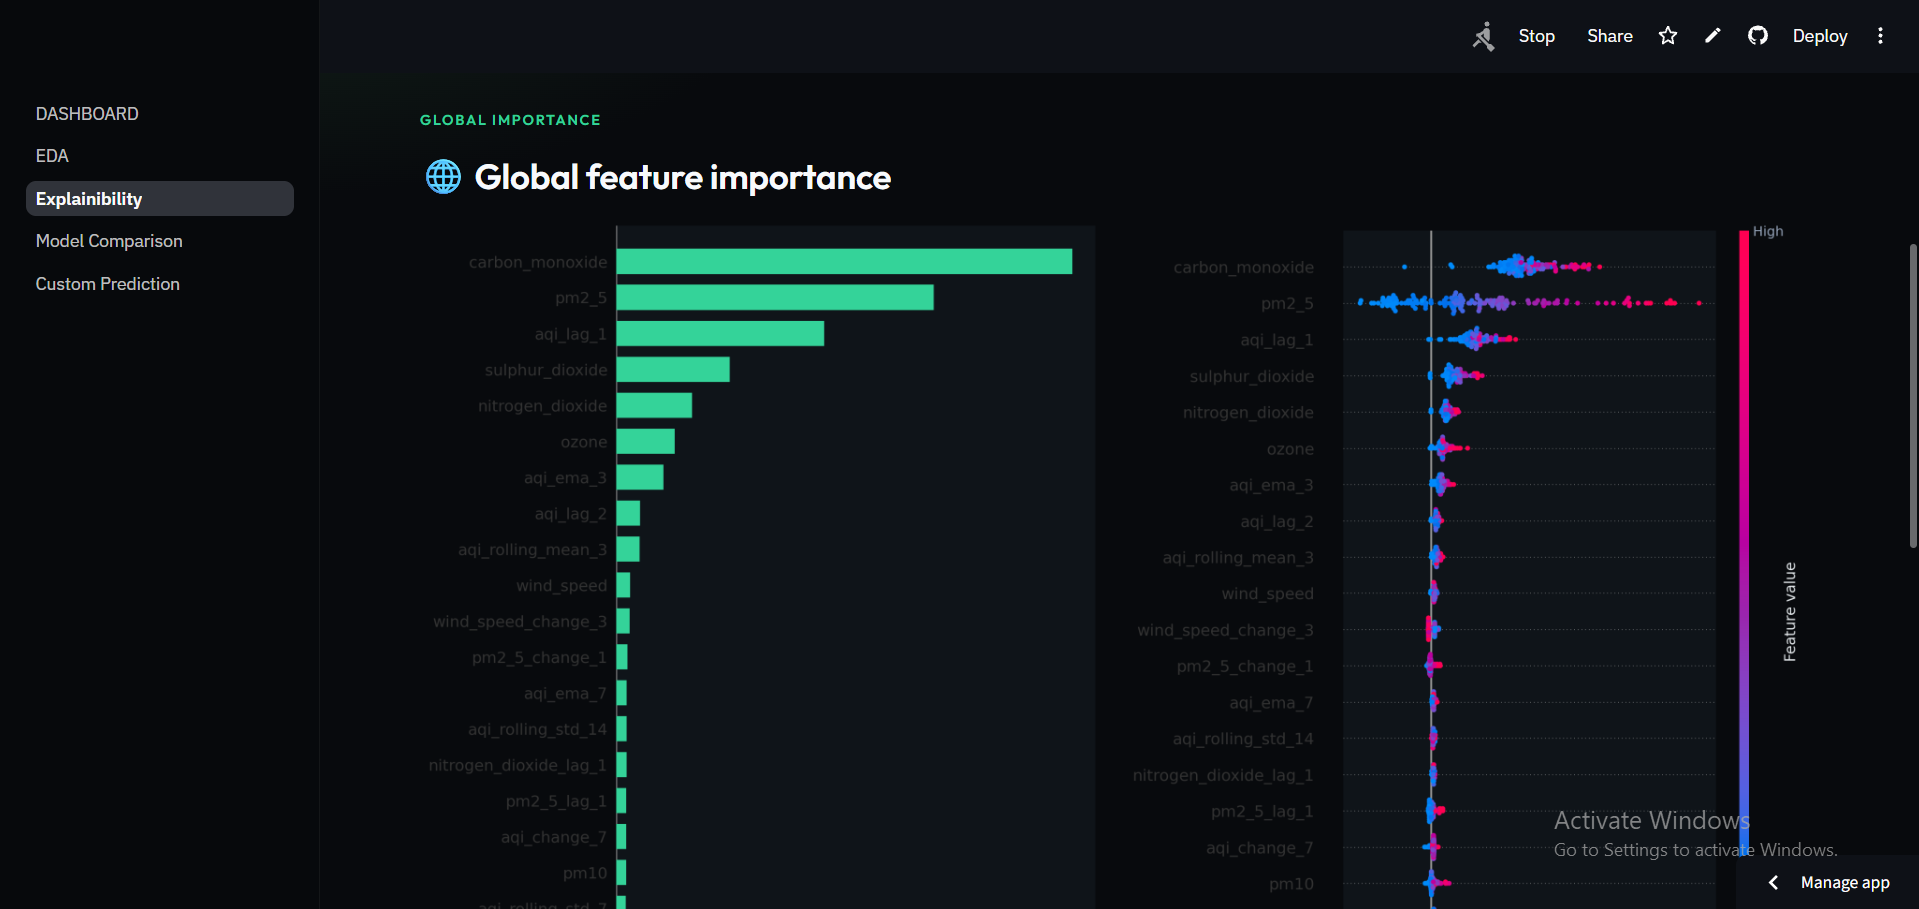 Stop
Share
Deploy
DASHBOARD
EDA
Explainibility
Model Comparison
Custom Prediction
GLOBAL IMPORTANCE
Global feature importance
carbon_monoxide
pm2_5
aqi_lag_1
sulphur_dioxide
nitrogen_dioxide
ozone
aqi_ema_3
aqi_lag_2
aqi_rolling_mean_3
wind_speed
wind_speed_change_3
pm2_5_change_1
aqi_ema_7
aqi_rolling_std_14
nitrogen_dioxide_lag_1
pm2_5_lag_1
aqi_change_7
pm10
aqi_rolling_std_7
carbon_monoxide
pm2_5
aqi_lag_1
sulphur_dioxide
nitrogen_dioxide
ozone
aqi_ema_3
aqi_lag_2
aqi_rolling_mean_3
wind_speed
wind_speed_change_3
pm2_5_change_1
aqi_ema_7
aqi_rolling_std_14
nitrogen_dioxide_lag_1
pm2_5_lag_1
aqi_change_7
pm10
High
Feature value
Activate Windows
Go to Settings to activate Windows.
Manage app